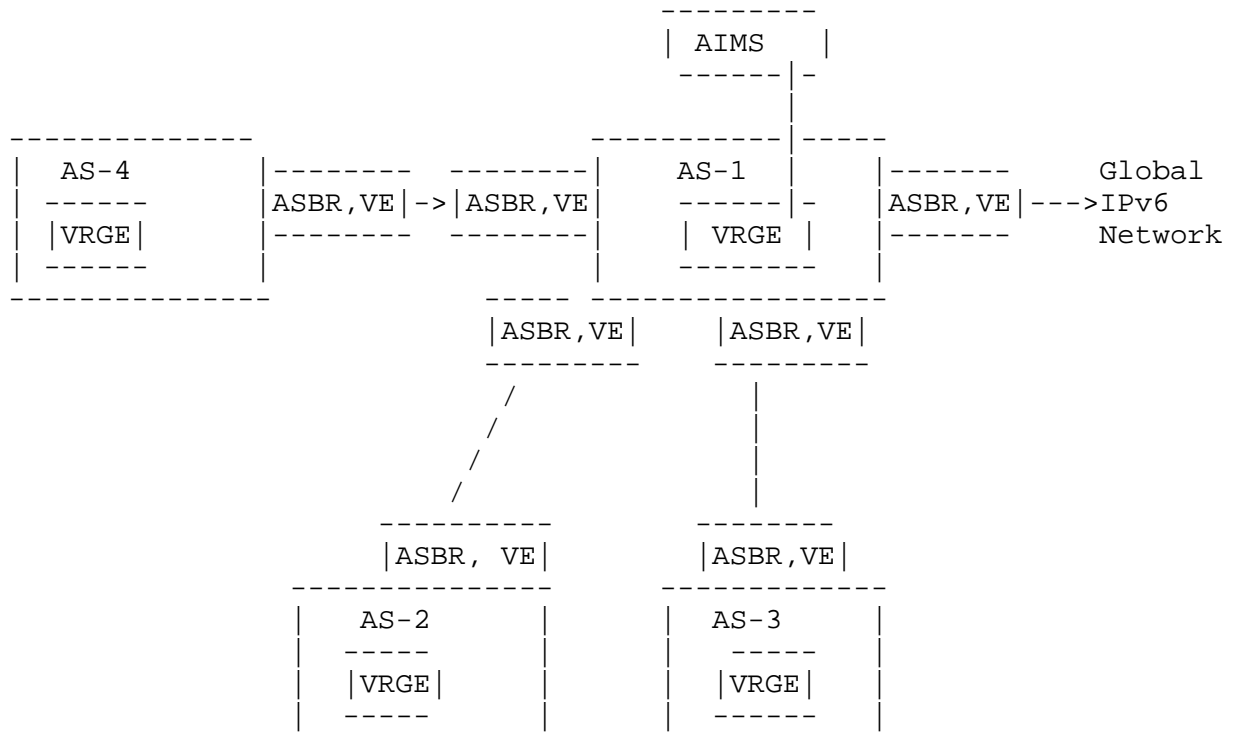 AIMS
AS-4 AS-1 Global
ASBR,VE -> ASBR,VE ASBR,VE --->IPv6
VRGE VRGE Network
ASBR,VE ASBR,VE
ASBR, VE ASBR,VE
AS-2 AS-3
VRGE VRGE